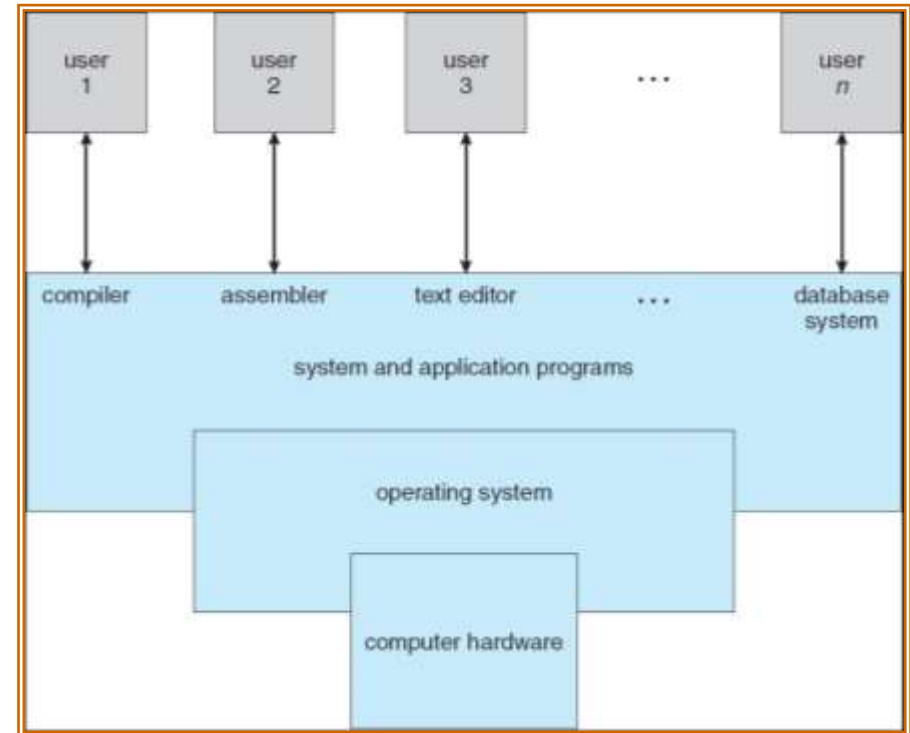 user
1
user
2
user
3
...
user
n
compiler
assembler
text editor
...
database
system
system and application programs
operating system
computer hardware